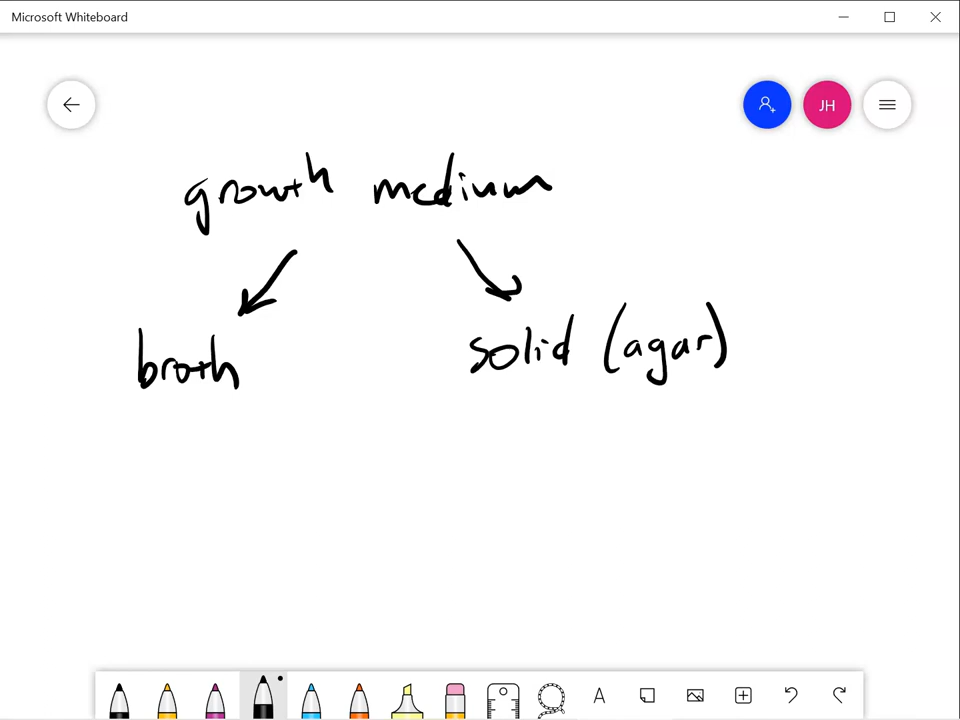 Microsoft Whiteboard
JH
growth medium
broth
solid (agar)
A